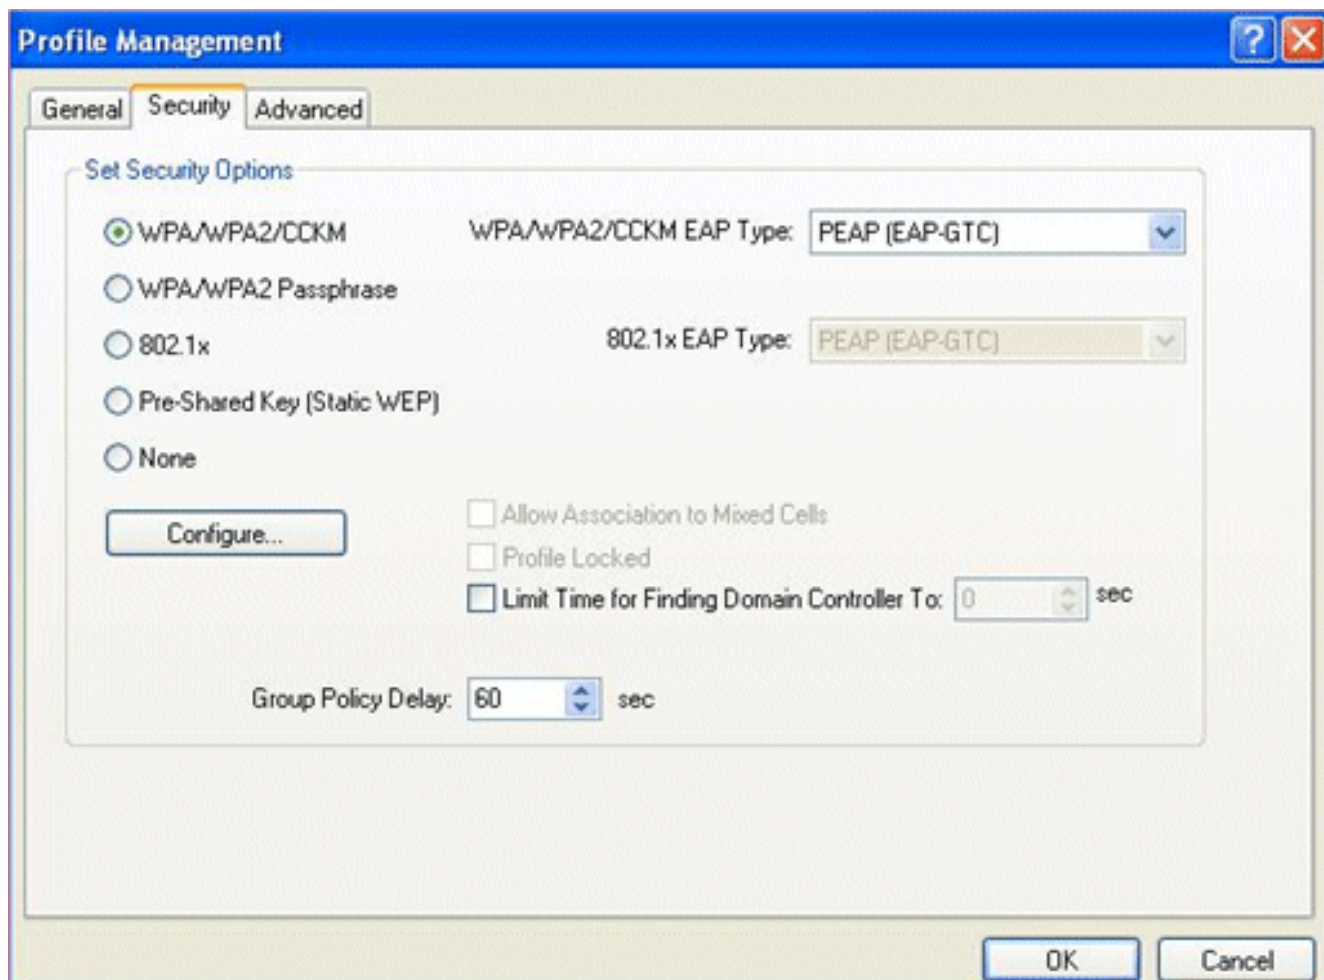 Profile Management
General Security Advanced
Set Security Options
WPA/WPA2/CCKM WPA/WPA2/CCKM EAP Type: PEAP (EAP-GTC)
WPA/WPA2 Passphrase
802.1x 802.1x EAP Type: PEAP (EAP-GTC)
Pre-Shared Key (Static WEP)
None
Configure... Allow Association to Mixed Cells
Profile Locked
Limit Time for Finding Domain Controller To: 0 sec
Group Policy Delay: 60 sec
OK Cancel